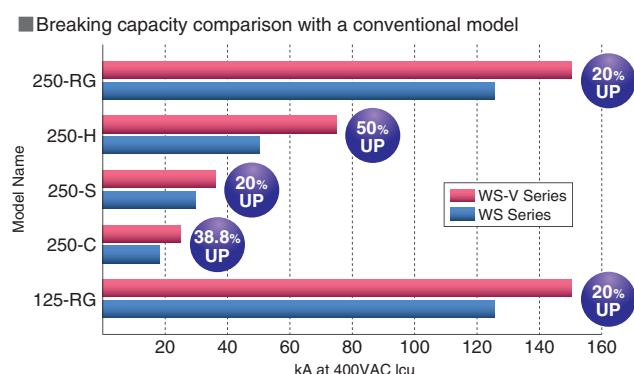 Breaking capacity comparison with a conventional model
250-RG
20%
UP
250-H
50%
UP
250-S
20%
UP
Model Name
WS-V Series
WS Series
250-C
38.8%
UP
125-RG
20%
UP
20 40 60 80 100 120 140 160
kA at 400VAC Icu